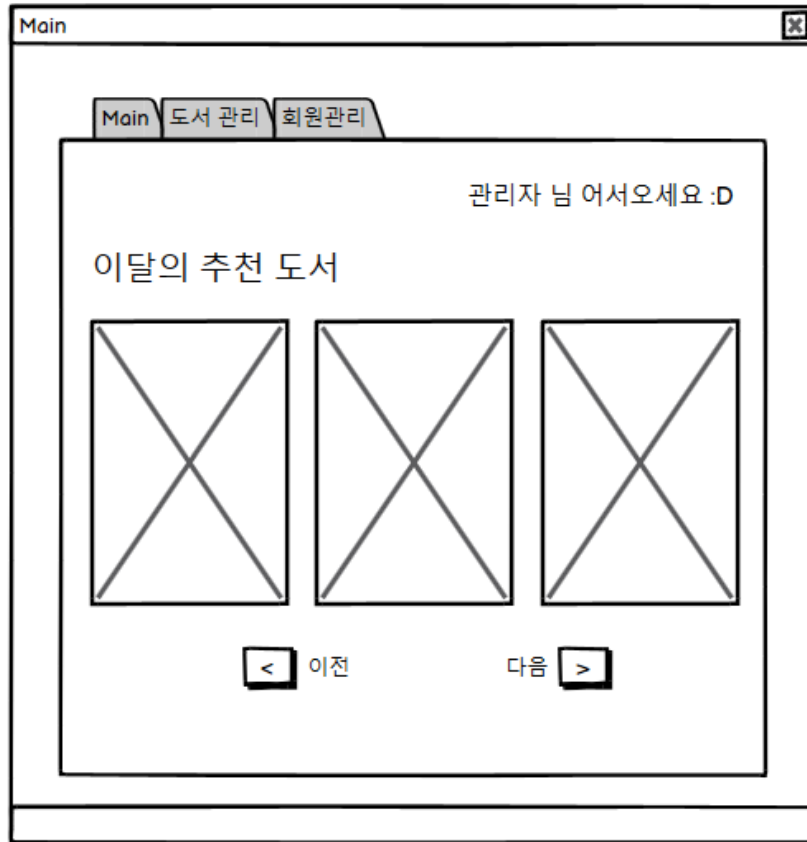 Main
Main 도서 관리 회원관리
관리자 님 어서오세요 :D
이달의 추천 도서
< 이전 다음 >